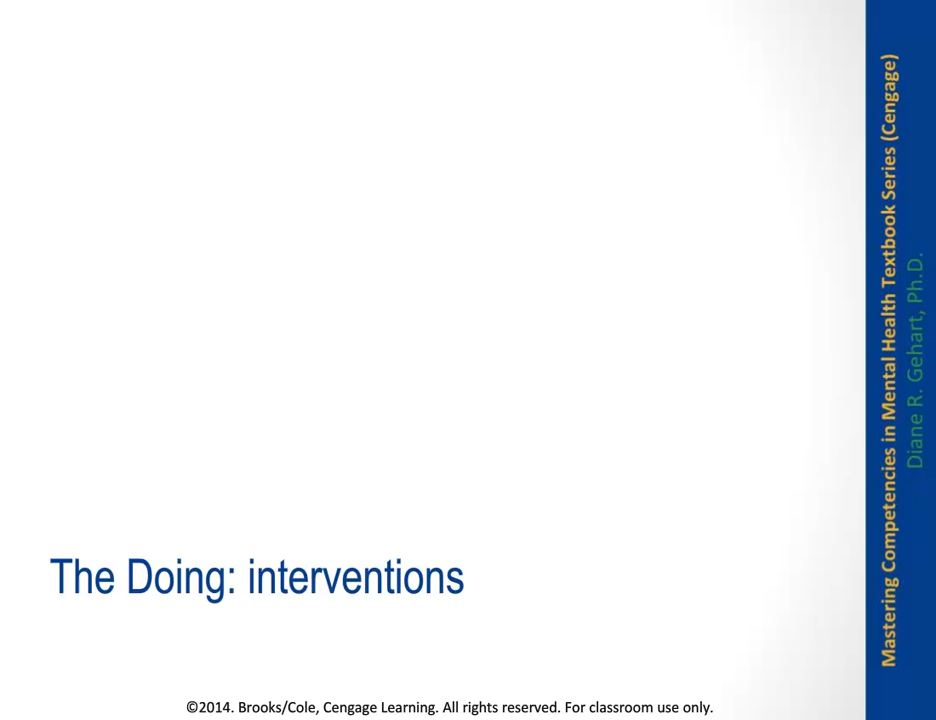 The Doing: interventions
©2014. Brooks/Cole, Cengage Learning. All rights reserved. For classroom use only.
Mastering Competencies in Mental Health Textbook Series (Cengage)
Diane R. Gehart, Ph.D.